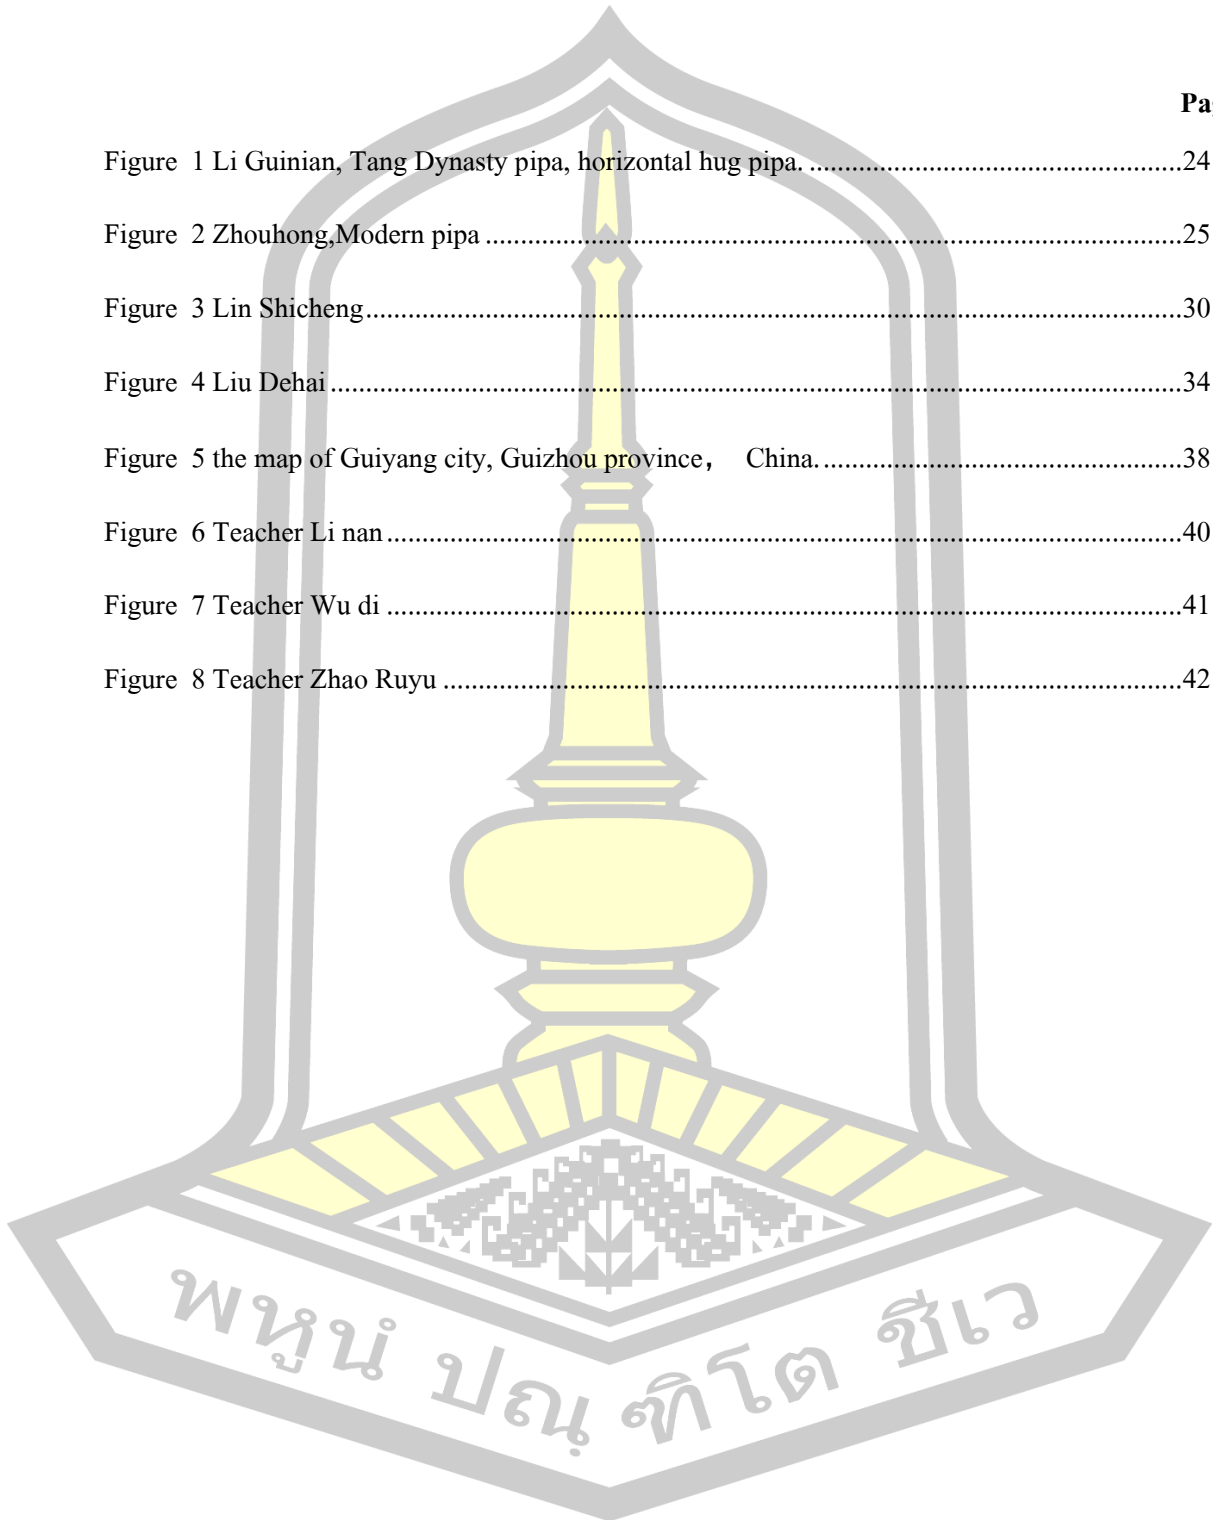 Pa
Figure 1 Li Guinian, Tang Dynasty pipa, horizontal hug pipa. ..................................................24
Figure 2 Zhouhong,Modern pipa ..................................................25
Figure 3 Lin Shicheng..................................................30
Figure 4 Liu Dehai ..................................................34
Figure 5 the map of Guiyang city, Guizhou province， China. ..................................................38
Figure 6 Teacher Li nan ..................................................40
Figure 7 Teacher Wu di ..................................................41
Figure 8 Teacher Zhao Ruyu ..................................................42
พหูนํ ปณฺฑิโต ชีเว